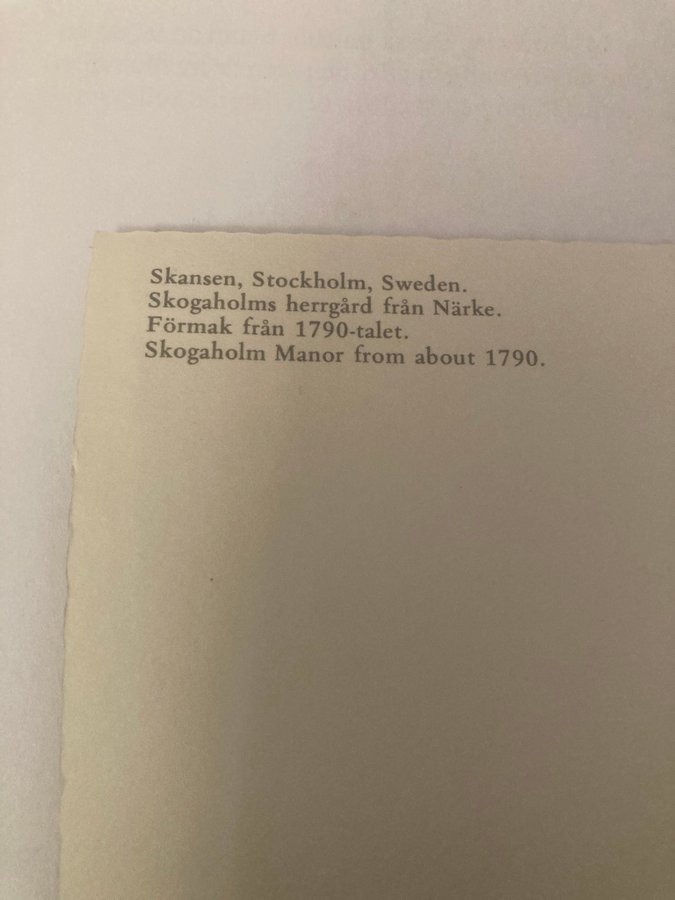 Skansen, Stockholm, Sweden.
Skogaholms herrgård från Närke.
Förmak från 1790-talet.
Skogaholm Manor from about 1790.